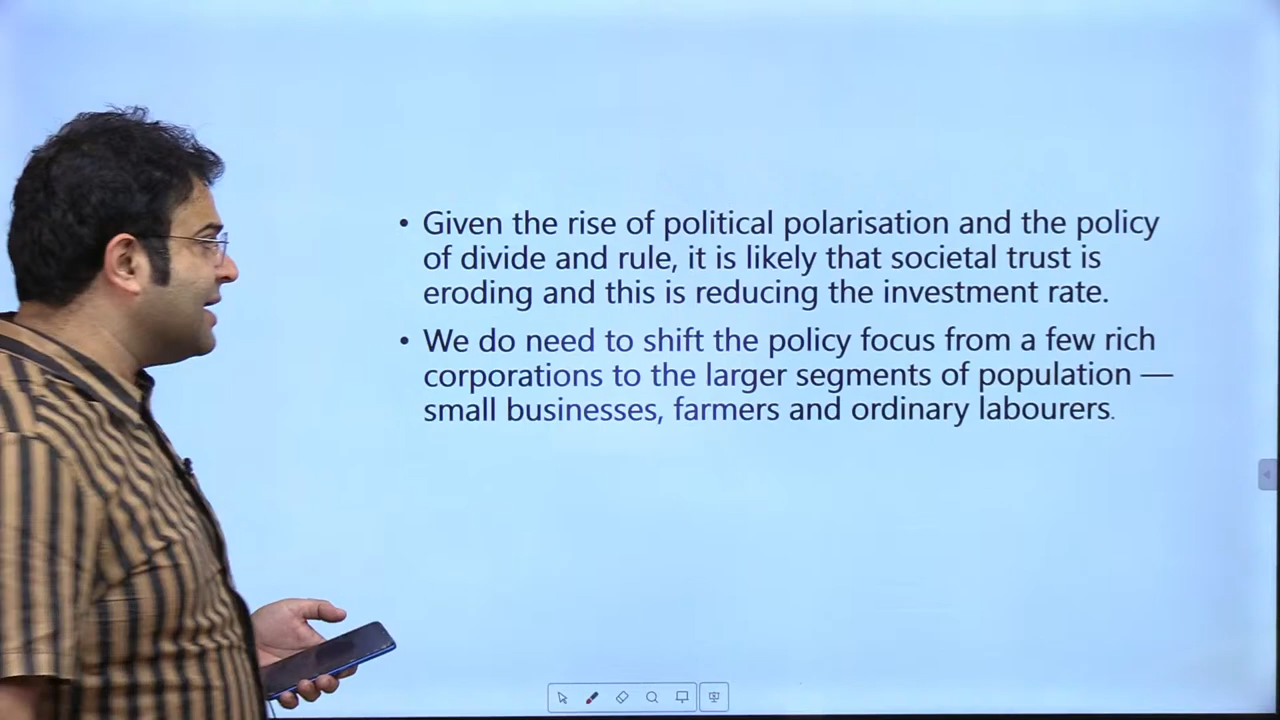 • Given the rise of political polarisation and the policy
of divide and rule, it is likely that societal trust is
eroding and this is reducing the investment rate.
• We do need to shift the policy focus from a few rich
corporations to the larger segments of population —
small businesses, farmers and ordinary labourers.